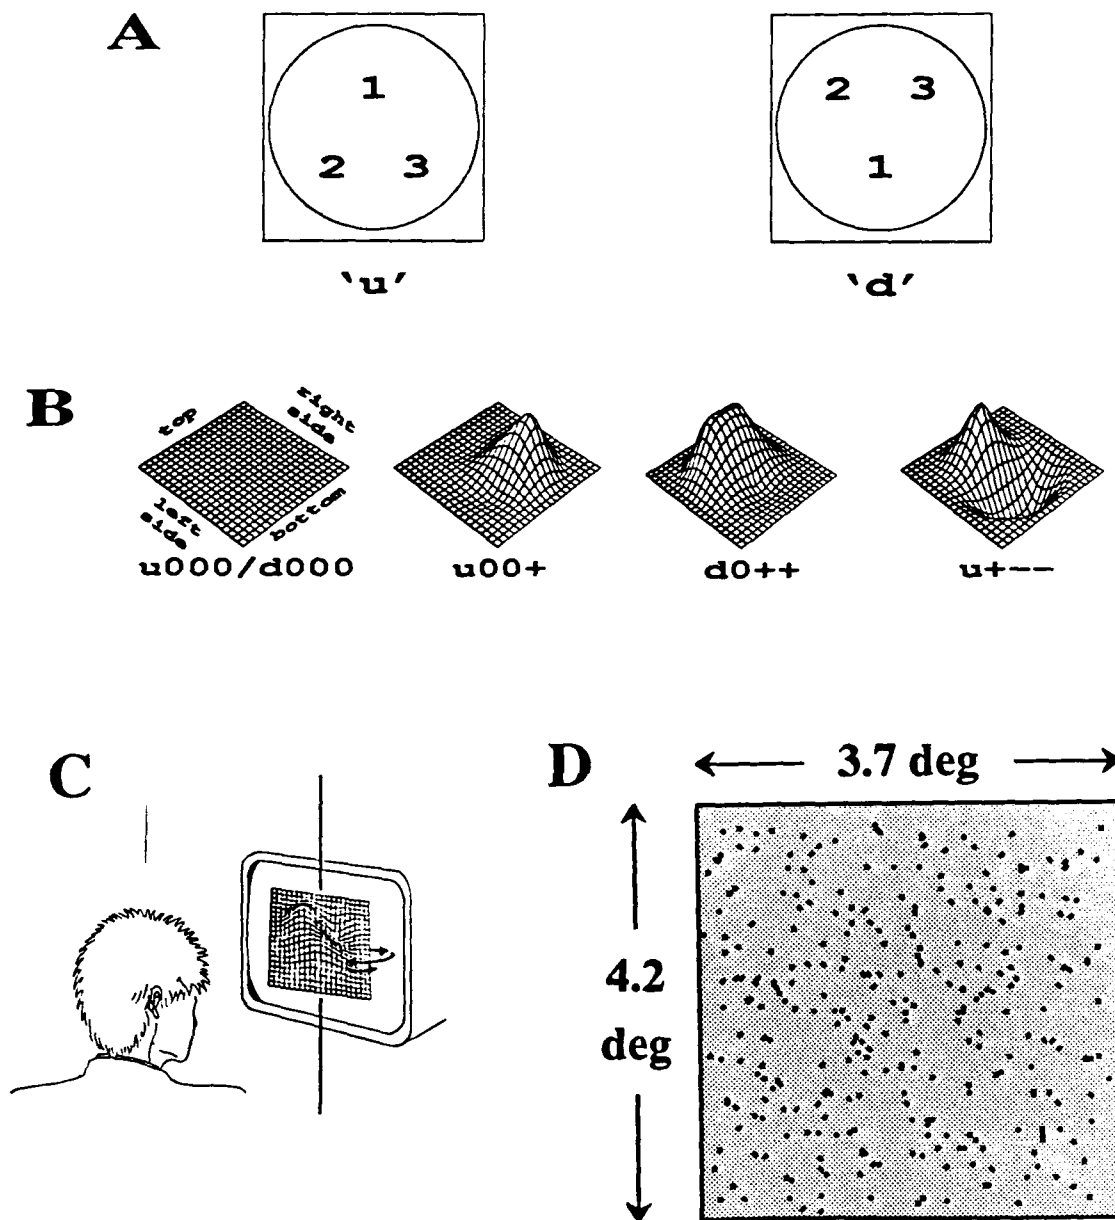 A
1
2 3
'u'
2 3
1
'd'
B
top
right side
left side
bottom
u000/d000
u00+
d0++
u+--
C
D
3.7 deg
4.2
deg